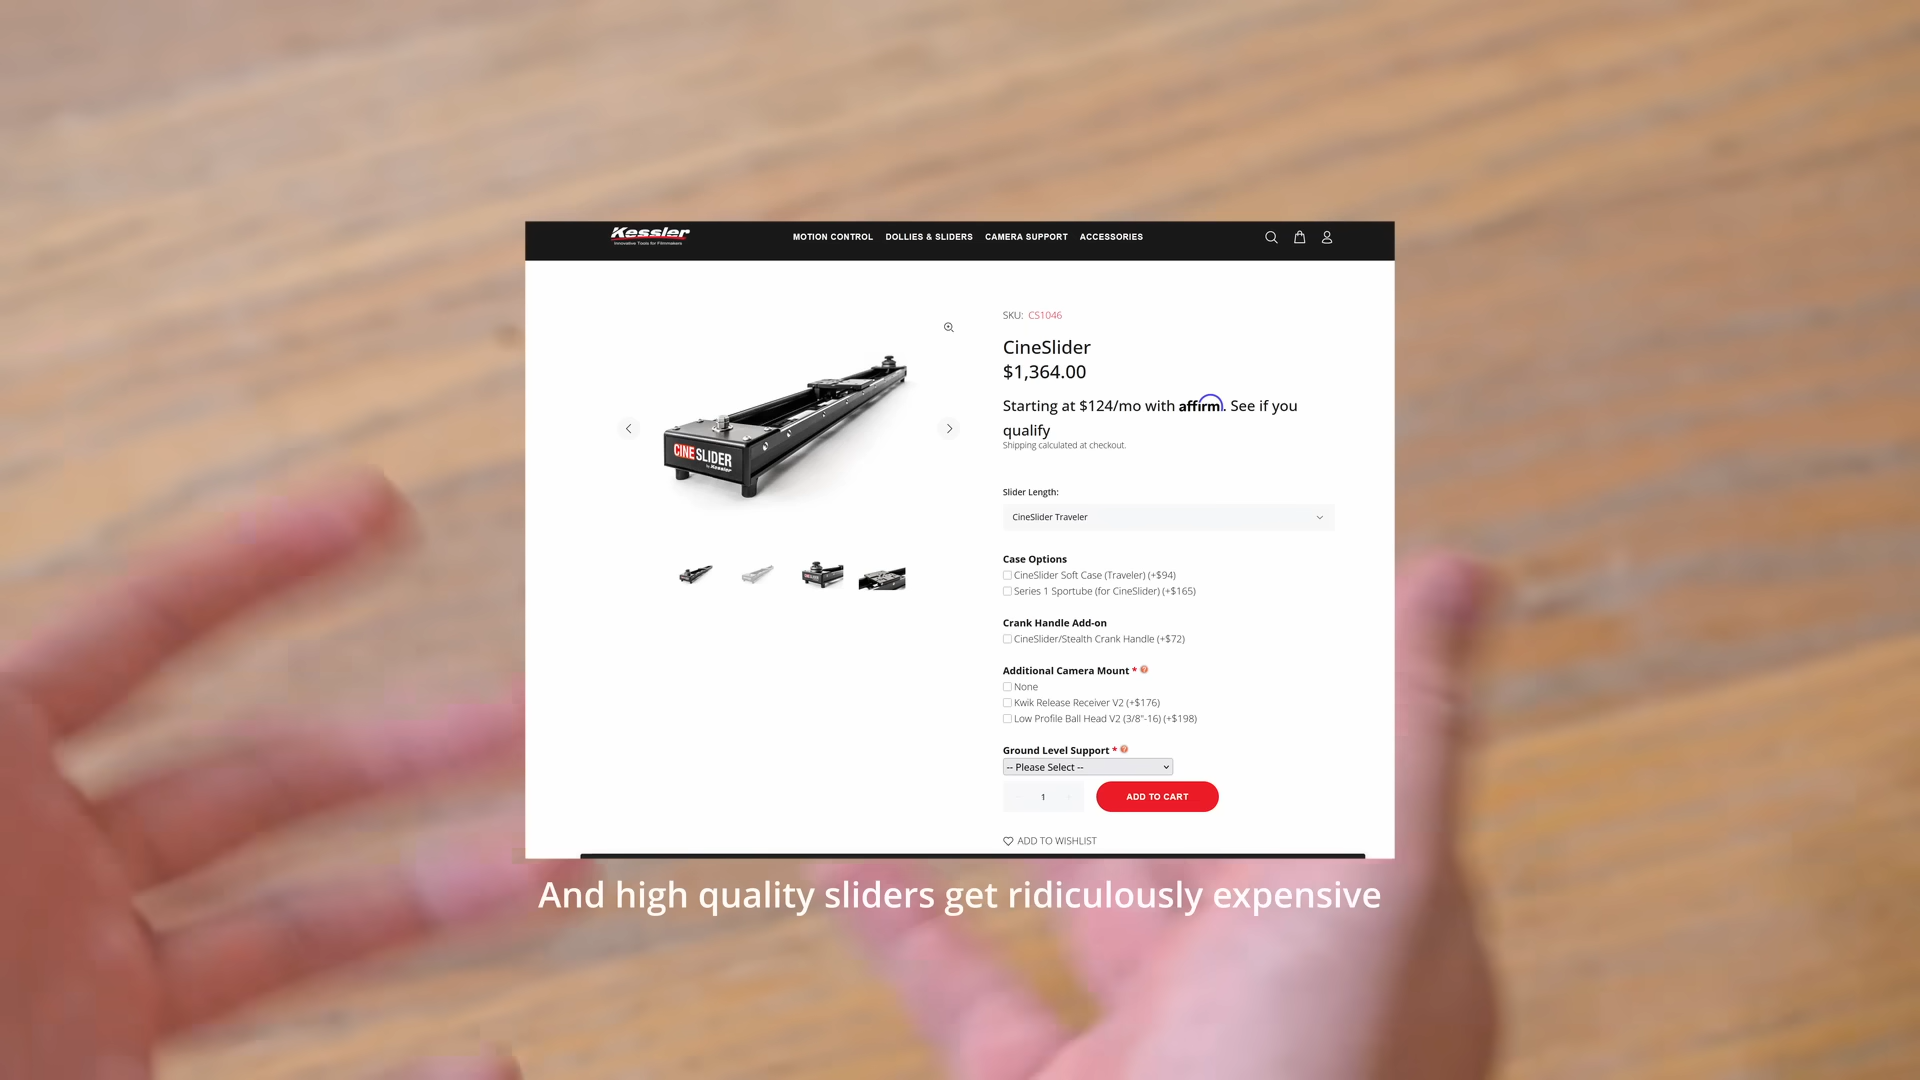 Kessler
Innovative Tools for Filmmakers
MOTION CONTROL DOLLIES & SLIDERS CAMERA SUPPORT ACCESSORIES
SKU: CS1046
CineSlider
$1,364.00
Starting at $124/mo with affirm. See if you
qualify
Shipping calculated at checkout.
CINESLIDER
by Kessler
Slider Length:
CineSlider Traveler
Case Options
CineSlider Soft Case (Traveler) (+$94)
Series 1 Sportube (for CineSlider) (+$165)
Crank Handle Add-on
CineSlider/Stealth Crank Handle (+$72)
Additional Camera Mount * ?
None
Kwik Release Receiver V2 (+$176)
Low Profile Ball Head V2 (3/8"-16) (+$198)
Ground Level Support * ?
-- Please Select --
1
ADD TO CART
ADD TO WISHLIST
And high quality sliders get ridiculously expensive